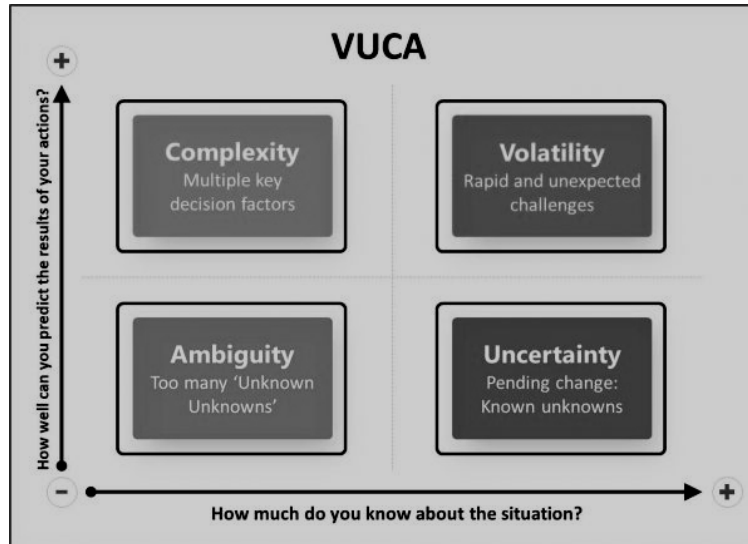 VUCA
How well can you predict the results of your actions?
Complexity
Multiple key
decision factors
Volatility
Rapid and unexpected
challenges
Ambiguity
Too many ‘Unknown
Unknowns’
Uncertainty
Pending change:
Known unknowns
How much do you know about the situation?